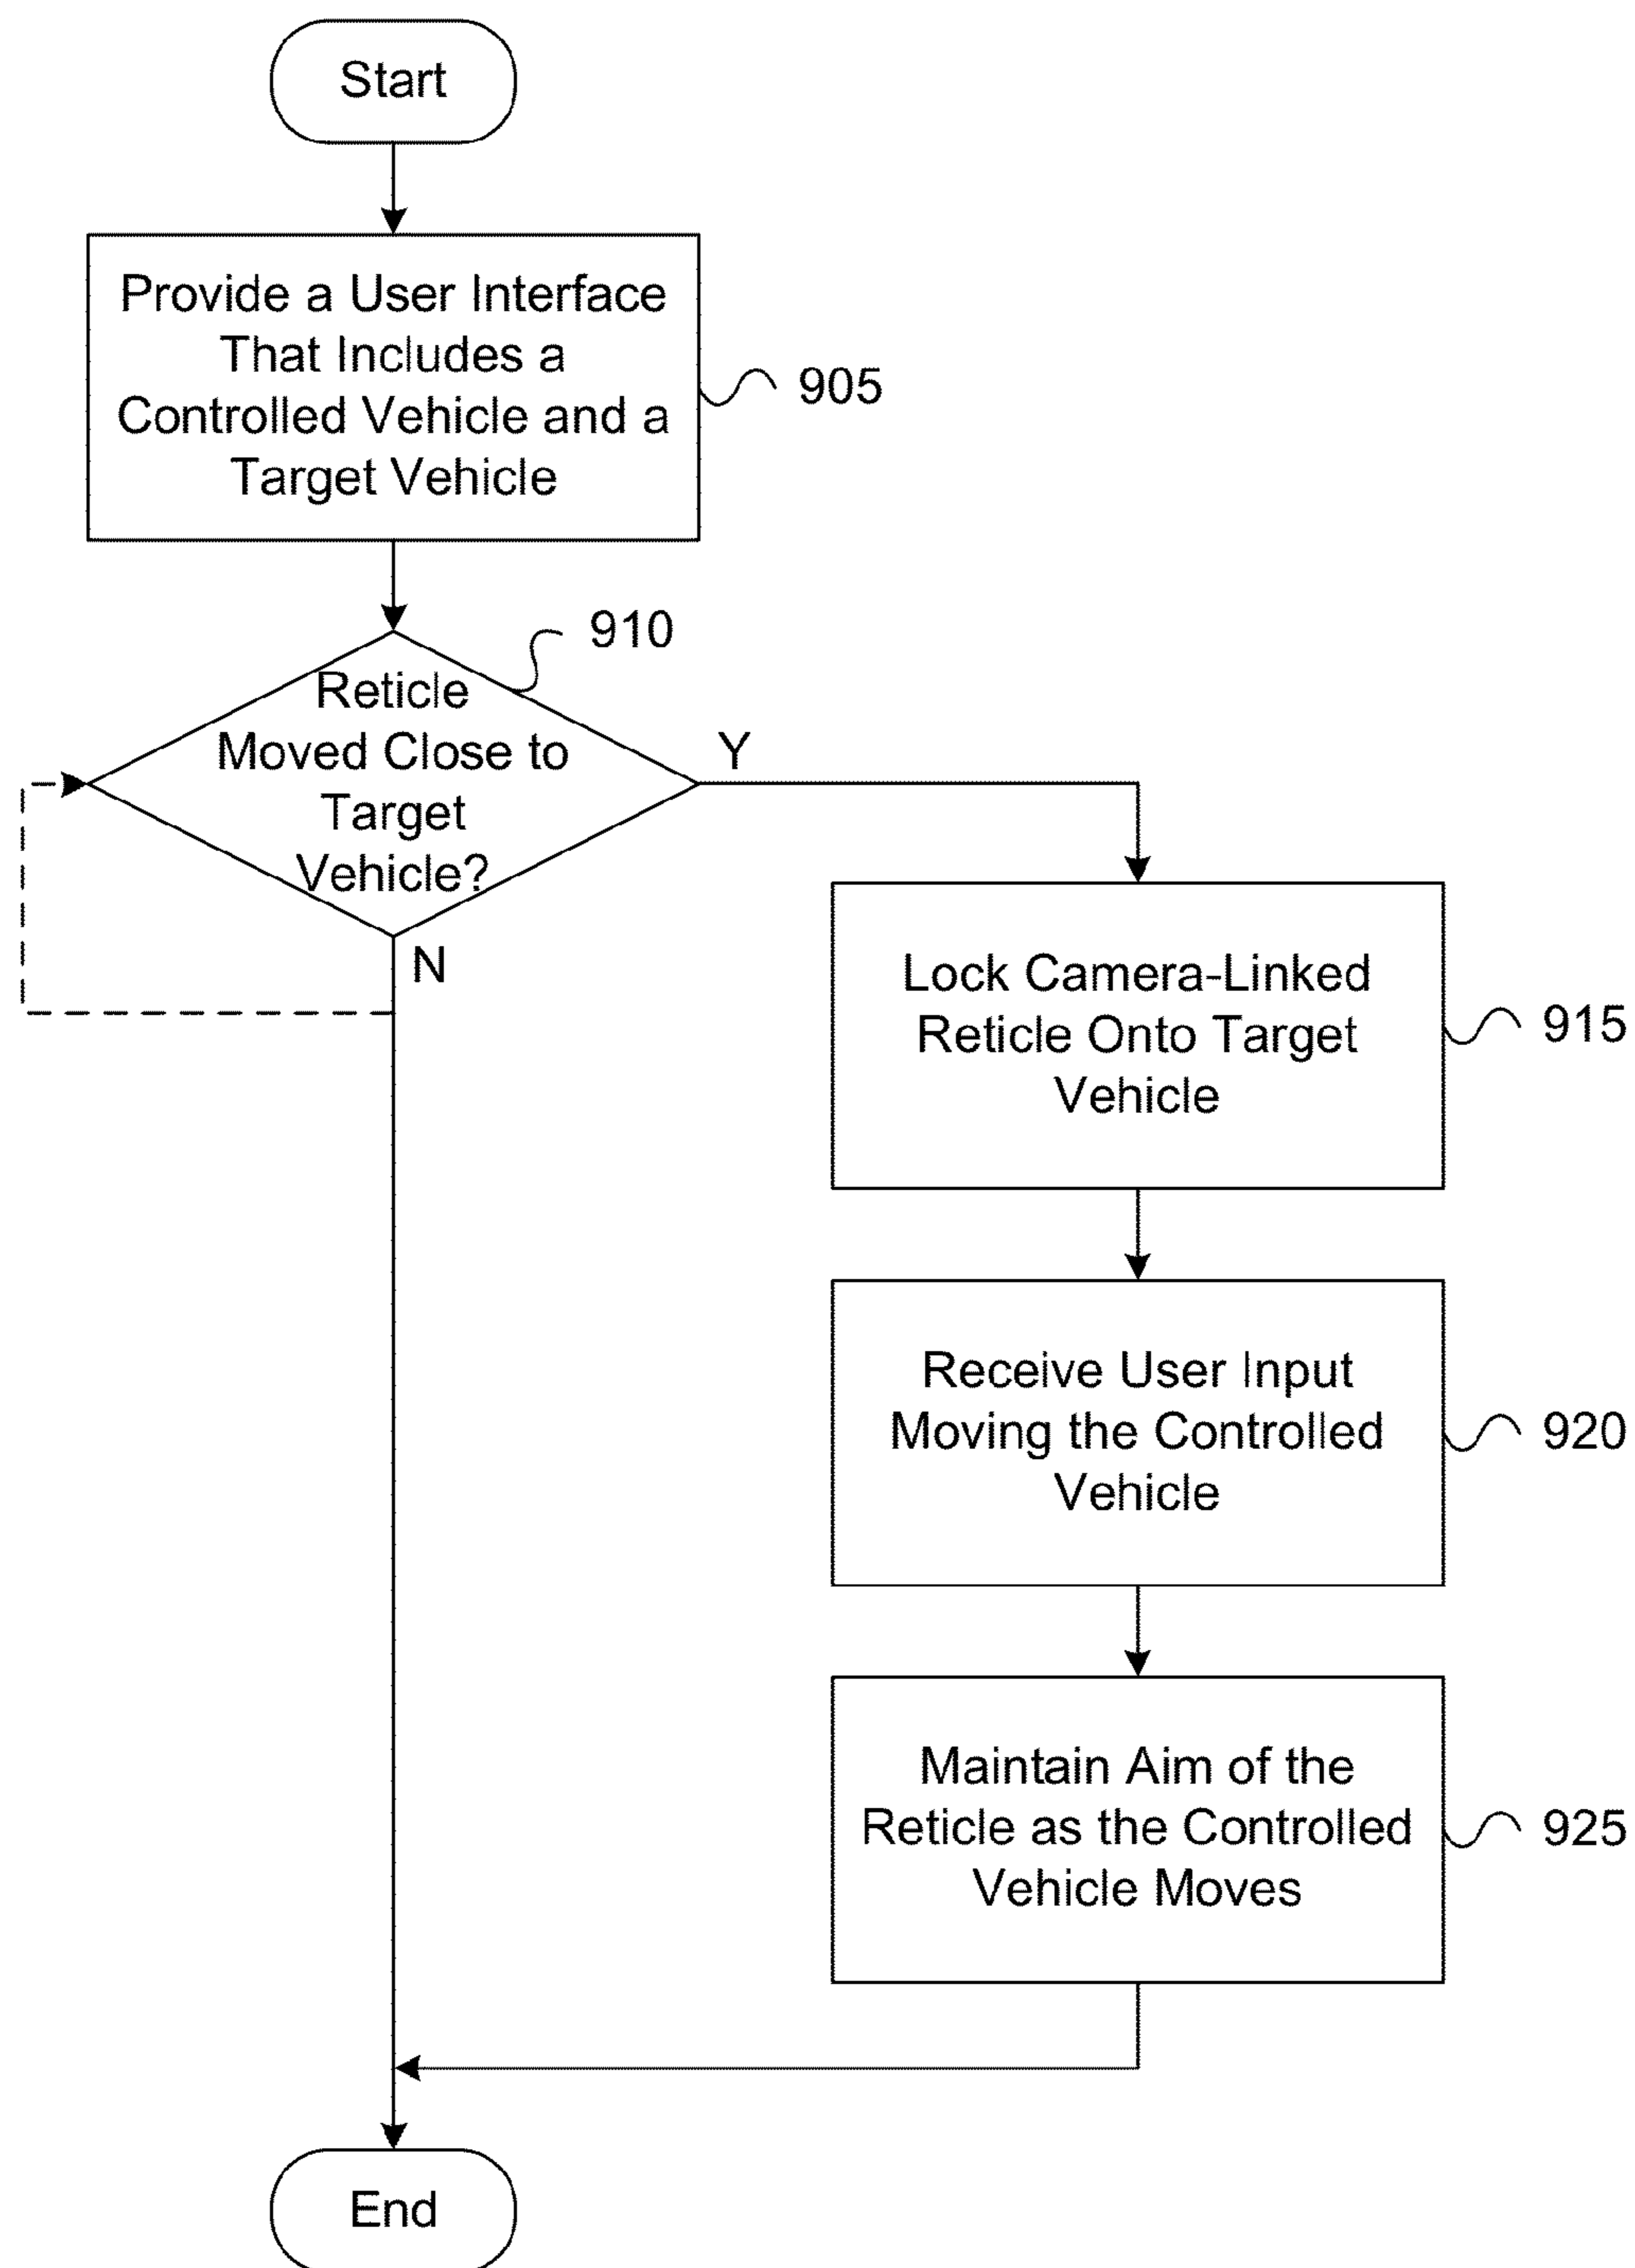 Start
Provide a User Interface
That Includes a
Controlled Vehicle and a
Target Vehicle
905
910
Reticle
Moved Close to
Target
Vehicle?
Y
N
Lock Camera-Linked
Reticle Onto Target
Vehicle
915
Receive User Input
Moving the Controlled
Vehicle
920
Maintain Aim of the
Reticle as the Controlled
Vehicle Moves
925
End